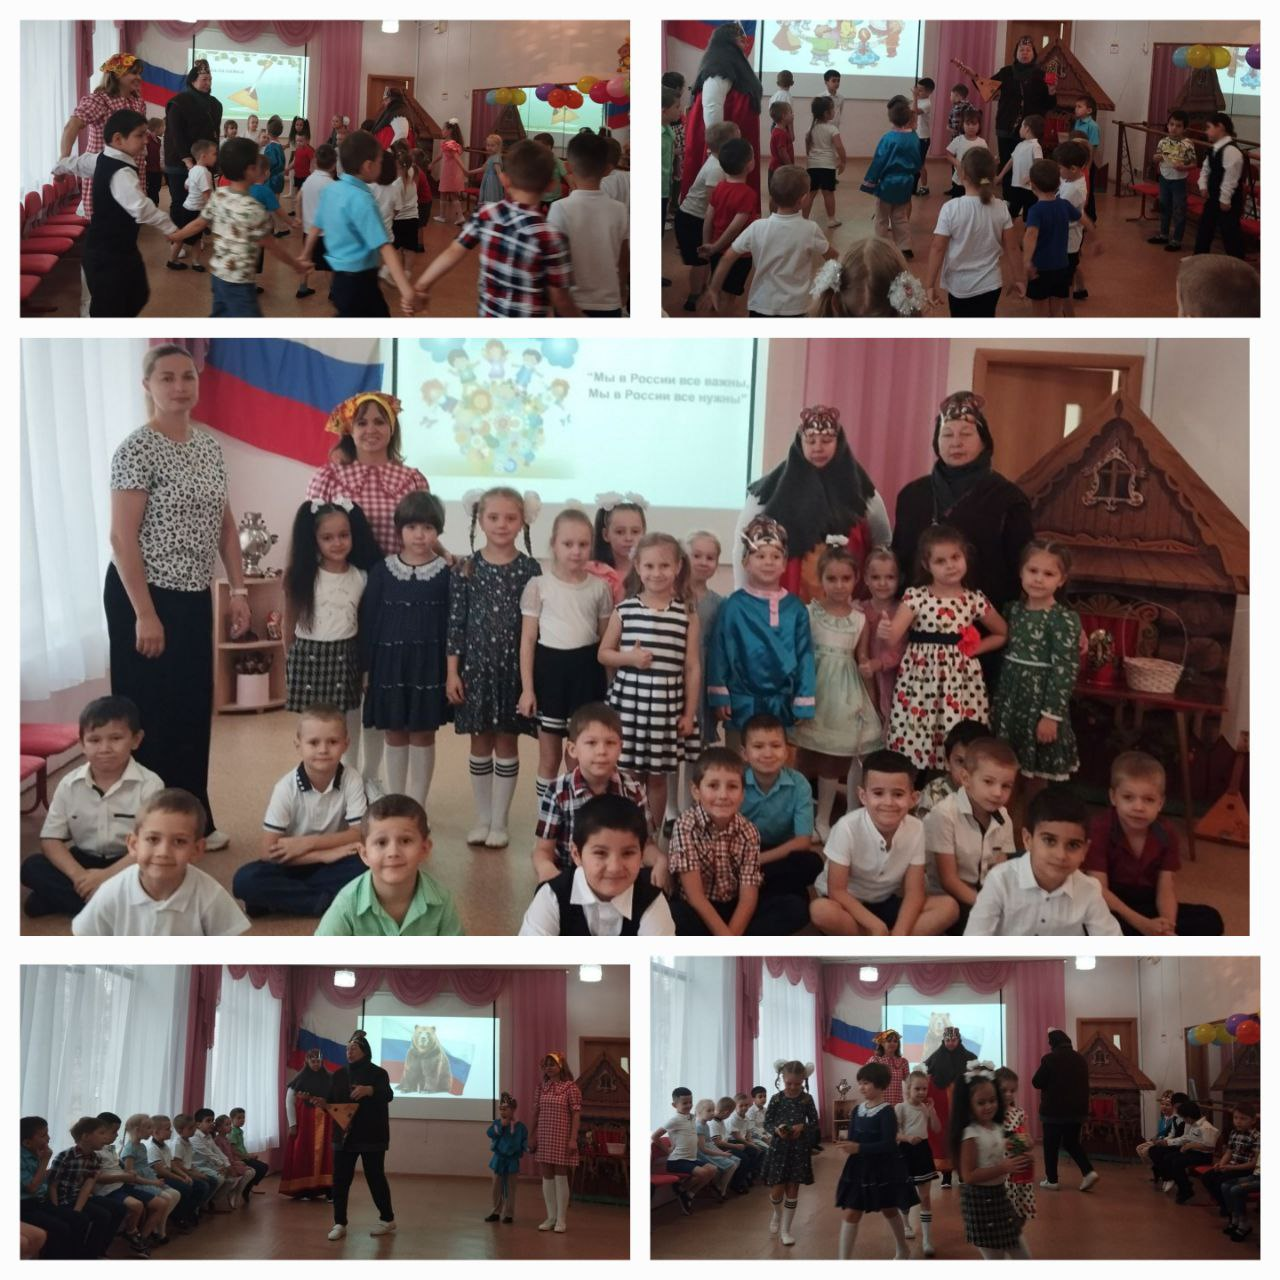 "Мы в России все важны,
Мы в России все нужны"